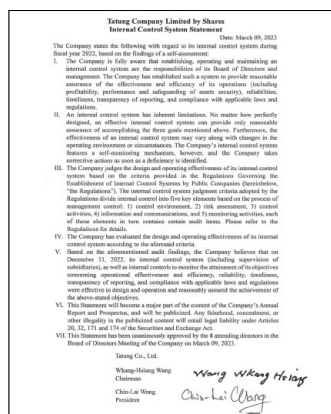 Tatung Company Limited by Shares
Internal Control System Statement
Date: March 09, 2023
The Company states the following with regard to its internal control system during
fiscal year 2022, based on the findings of a self-assessment:
I. The Company is fully aware that establishing, operating and maintaining an
internal control system are the responsibilities of its Board of Directors and
management. The Company has established such a system to provide reasonable
assurance of the effectiveness and efficiency of its operations (including
profitability, performance and safeguarding of assets security), reliabilities,
timeliness, transparency of reporting, and compliance with applicable laws and
regulations.
II. An internal control system has inherent limitations. No matter how perfectly
designed, an effective internal control system can provide only reasonable
assurance of accomplishing the three goals mentioned above. Furthermore, the
effectiveness of an internal control system may vary along with changes in the
operating environment or circumstances. The Company's internal control system
features a self-monitoring mechanism, however, and the Company takes
corrective actions as soon as a deficiency is identified.
III. The Company judges the design and operating effectiveness of its internal control
system based on the criteria provided in the Regulations Governing the
Establishment of Internal Control Systems by Public Companies (hereinbelow,
"the Regulations"). The internal control system judgment criteria adopted by the
Regulations divide internal control into five key elements based on the process of
management control: 1) control environment, 2) risk assessment, 3) control
activities, 4) information and communications, and 5) monitoring activities, each
of these elements in turn contains certain audit items. Please refer to the
Regulations for details.
IV. The Company has evaluated the design and operating effectiveness of its internal
control system according to the aforesaid criteria.
V. Based on the aforementioned audit findings, the Company believes that on
December 31, 2022, its internal control system (including supervision of
subsidiaries), as well as internal controls to monitor the attainment of its objectives
concerning operational effectiveness and efficiency, reliability, timeliness,
transparency of reporting, and compliance with applicable laws and regulations
were effective in design and operation and reasonably assured the achievement of
the above-stated objectives.
VI. This Statement will become a major part of the content of the Company's Annual
Report and Prospectus, and will be publicized. Any falsehood, concealment, or
other illegality in the publicized content will entail legal liability under Articles
20, 32, 171 and 174 of the Securities and Exchange Act.
VII. This Statement has been unanimously approved by the 8 attending directors in the
Board of Directors Meeting of the Company on March 09, 2023.
Tatung Co., Ltd.
Wkang-Hsiang Wang
Chairman
Wang Wkang Hsiang
Chin-Lai Wang
President
Chin-Lai Wang